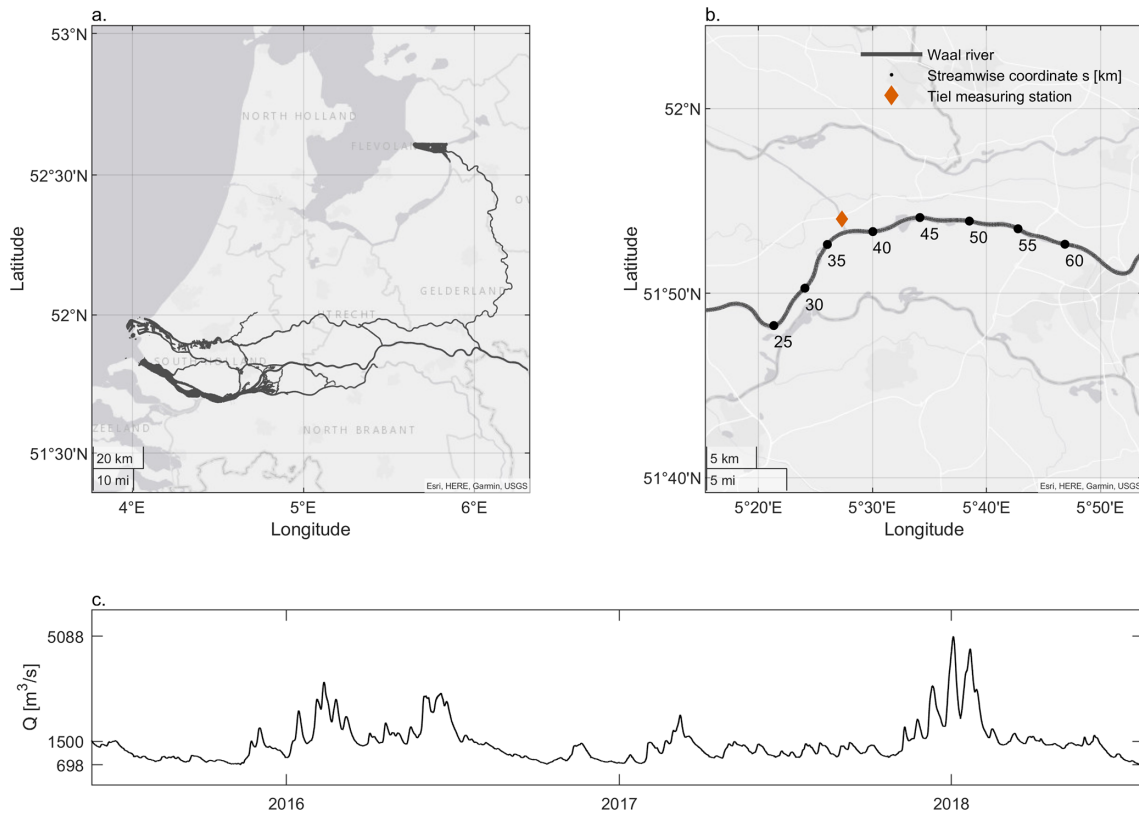 a.
53°N
52°30'N
52°N
51°30'N
Latitude
NORTH HOLLAND
FLEVOLAN
OV
GELDERLAND
UTRECHT
SOUTH HOLLAND
ZEELAND
NORTH BRABANT
20 km
10 mi
Esri, HERE, Garmin, USGS
4°E
5°E
6°E
Longitude
b.
Waal river
Streamwise coordinate s [km]
Tiel measuring station
52°N
51°50'N
51°40'N
Latitude
25
30
35
40
45
50
55
60
5 km
5 mi
Esri, HERE, Garmin, USGS
5°20'E
5°30'E
5°40'E
5°50'E
Longitude
c.
5088
1500
698
Q [m³/s]
2016
2017
2018